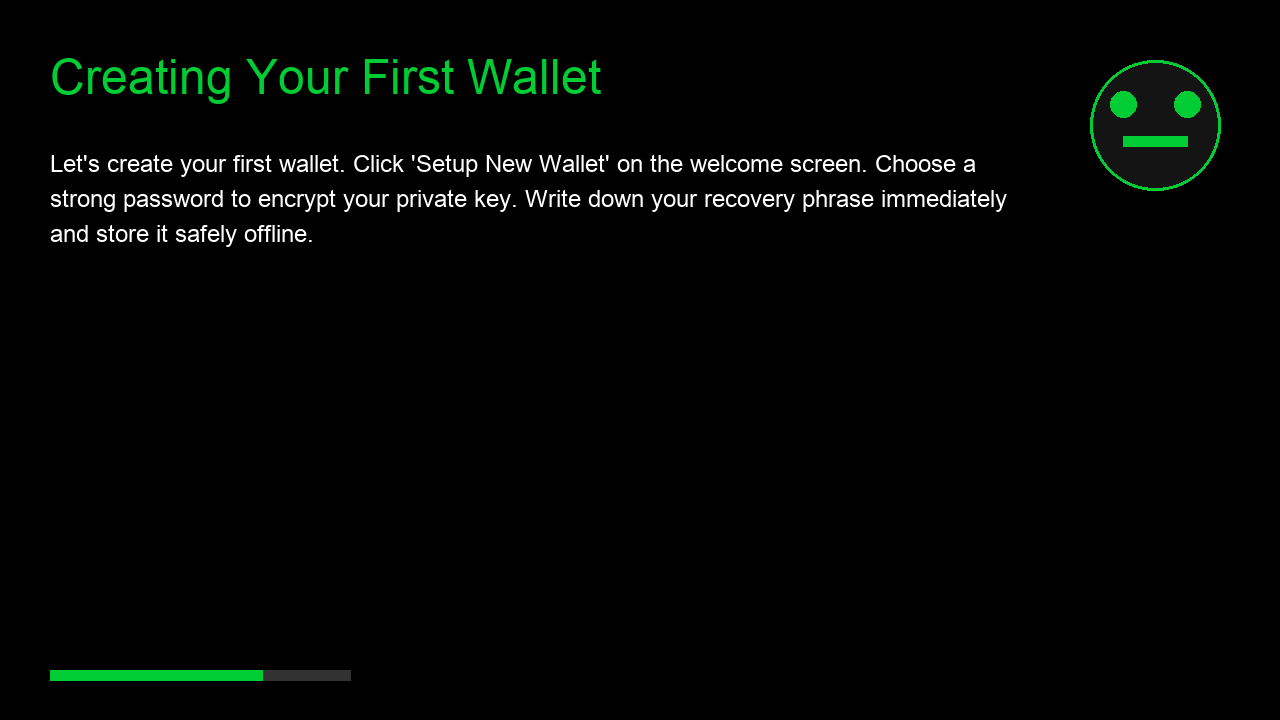 Creating Your First Wallet
Let's create your first wallet. Click 'Setup New Wallet' on the welcome screen. Choose a
strong password to encrypt your private key. Write down your recovery phrase immediately
and store it safely offline.